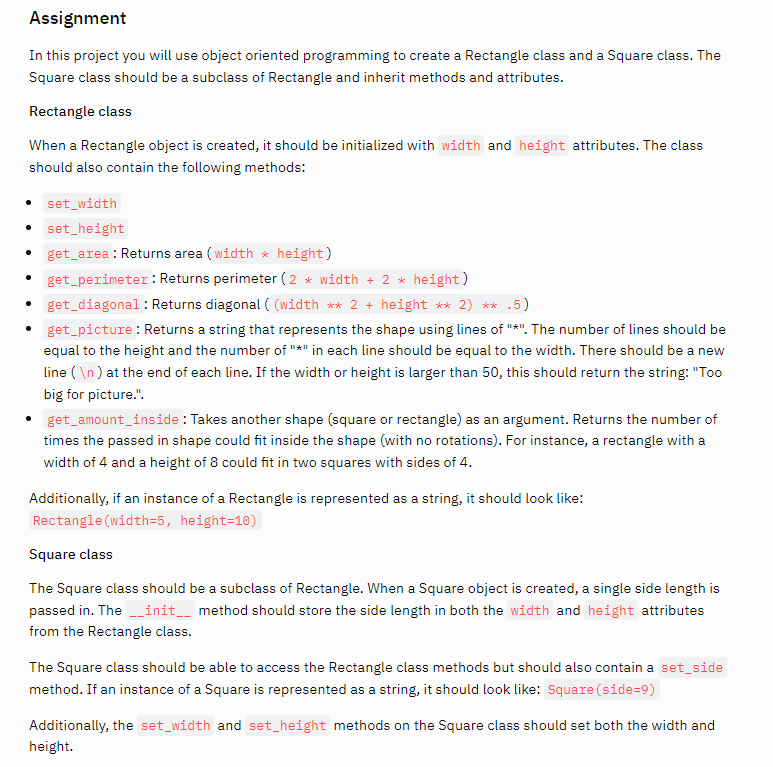 Assignment
In this project you will use object oriented programming to create a Rectangle class and a Square class. The
Square class should be a subclass of Rectangle and inherit methods and attributes.
Rectangle class
When a Rectangle object is created, it should be initialized with width and height attributes. The class
should also contain the following methods:
• set_width
• set_height
• get_area: Returns area (width * height)
• get_perimeter: Returns perimeter (2 * width + 2 * height)
• get_diagonal: Returns diagonal ((width ** 2 + height ** 2) ** .5)
• get_picture: Returns a string that represents the shape using lines of "*". The number of lines should be
equal to the height and the number of "*" in each line should be equal to the width. There should be a new
line (\n) at the end of each line. If the width or height is larger than 50, this should return the string: "Too
big for picture.".
• get_amount_inside: Takes another shape (square or rectangle) as an argument. Returns the number of
times the passed in shape could fit inside the shape (with no rotations). For instance, a rectangle with a
width of 4 and a height of 8 could fit in two squares with sides of 4.
Additionally, if an instance of a Rectangle is represented as a string, it should look like:
Rectangle(width=5, height=10)
Square class
The Square class should be a subclass of Rectangle. When a Square object is created, a single side length is
passed in. The __init__ method should store the side length in both the width and height attributes
from the Rectangle class.
The Square class should be able to access the Rectangle class methods but should also contain a set_side
method. If an instance of a Square is represented as a string, it should look like: Square(side=9)
Additionally, the set_width and set_height methods on the Square class should set both the width and
height.